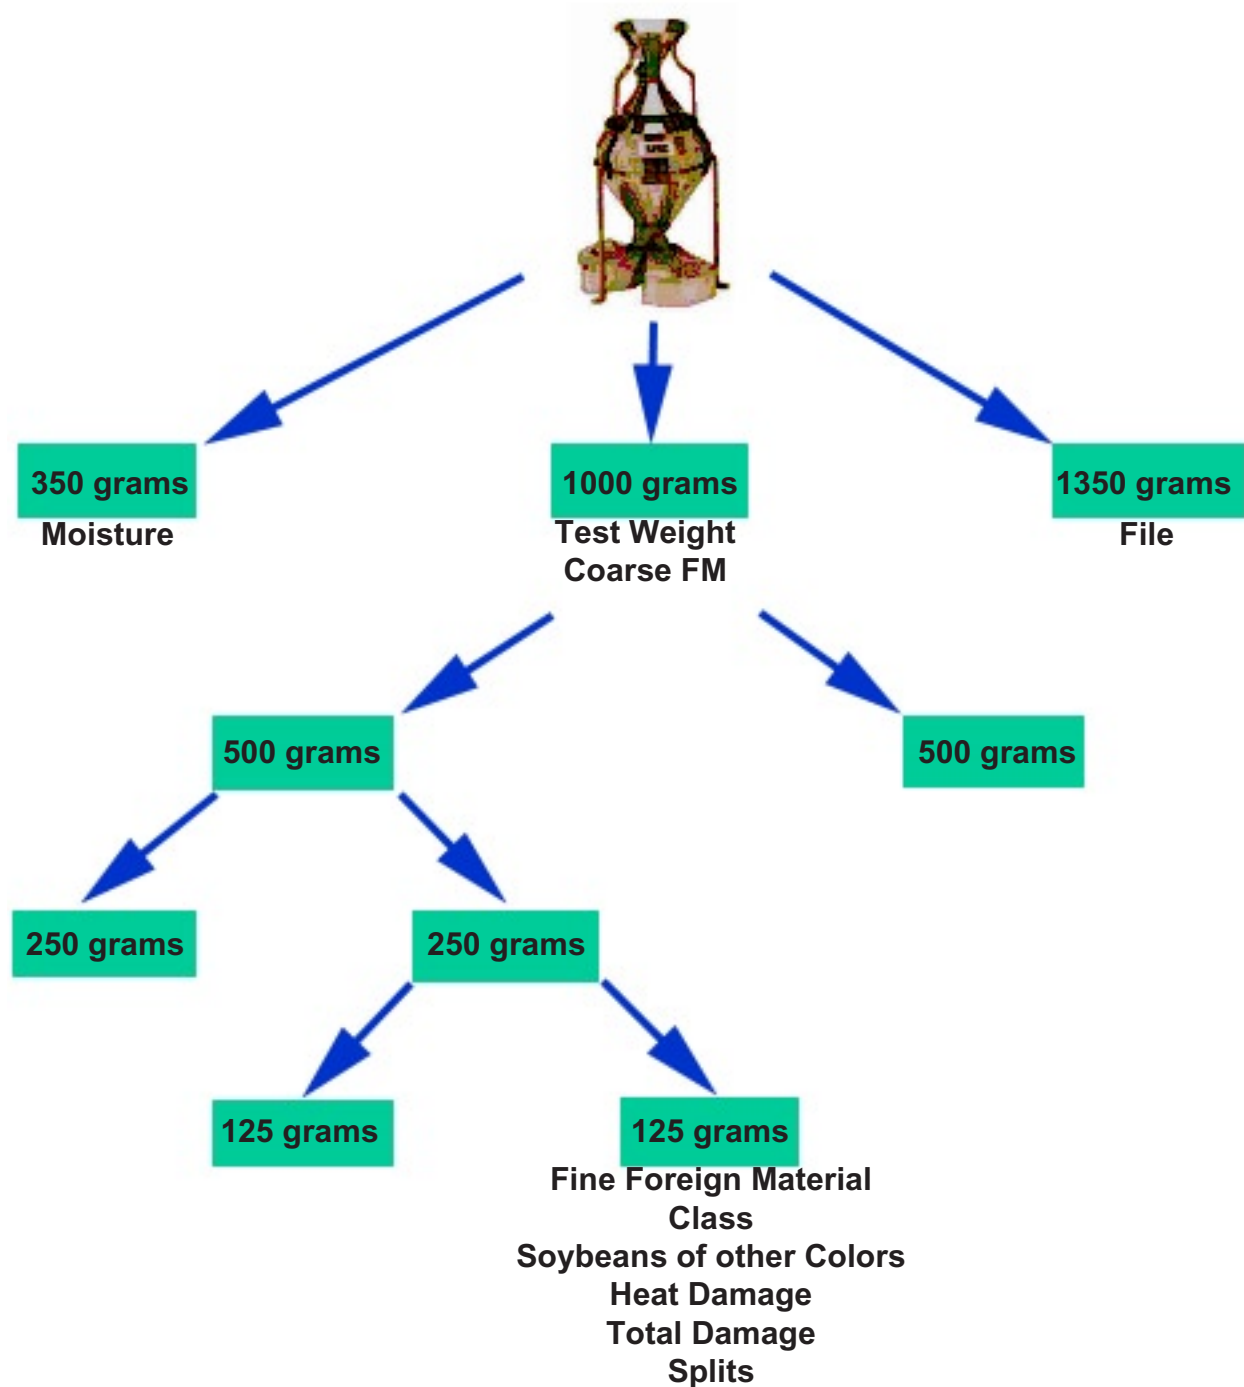 350 grams
Moisture
1000 grams
Test Weight
Coarse FM
1350 grams
File
500 grams
500 grams
250 grams
250 grams
125 grams
125 grams
Fine Foreign Material
Class
Soybeans of other Colors
Heat Damage
Total Damage
Splits